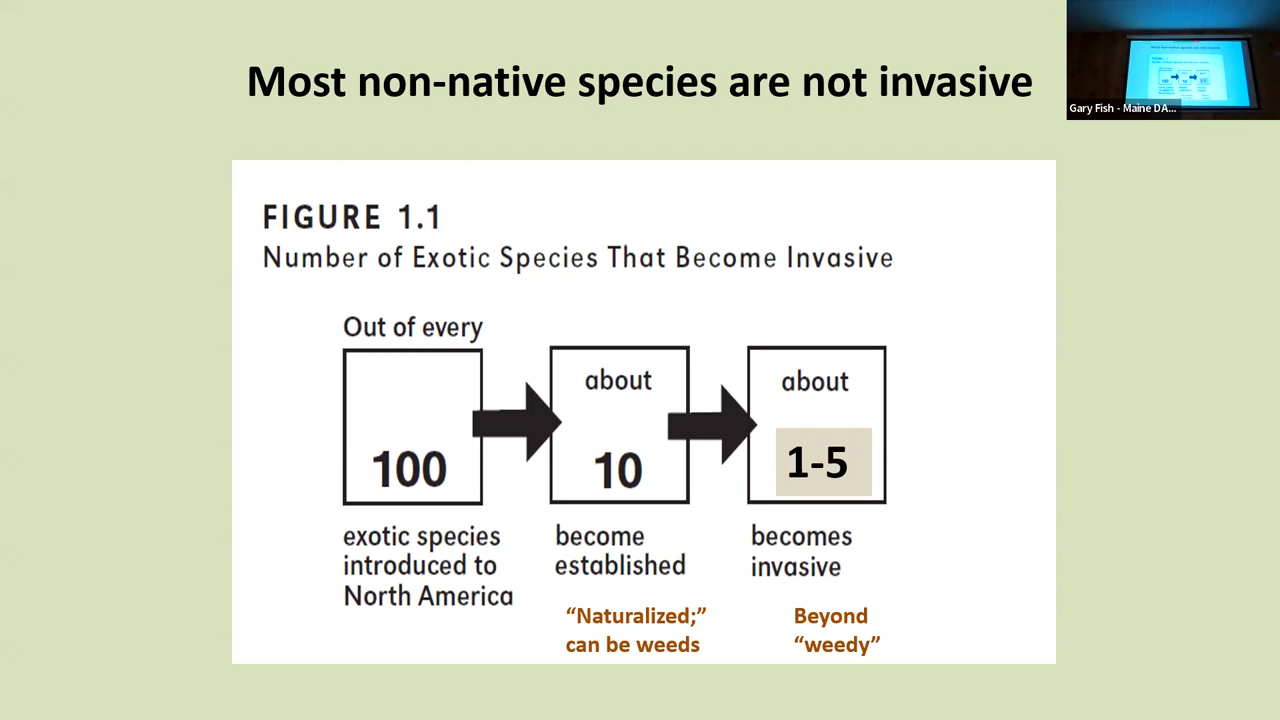 Most non-native species are not invasive
Gary Fish - Maine DA...
FIGURE 1.1
Number of Exotic Species That Become Invasive
Out of every
100
exotic species
introduced to
North America
about
10
become
established
“Naturalized;”
can be weeds
about
1-5
becomes
invasive
Beyond
“weedy”